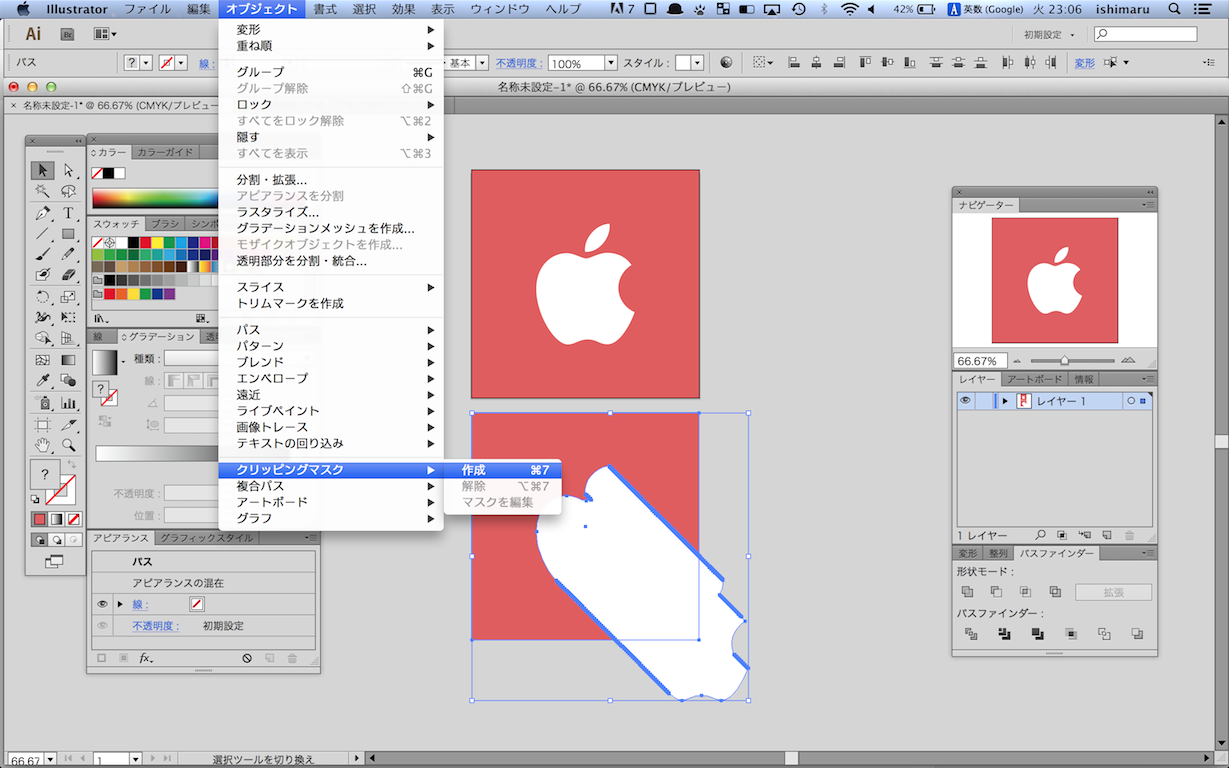 Illustrator ファイル 編集 オブジェクト 書式 選択 効果 表示 ウィンドウ ヘルプ 7 42% A 英数 (Google) 火 23:06 ishimaru
Ai Br 初期設定
パス ? 線: 基本 不透明度: 100% スタイル: 変形
名称未設定-1* @ 66.67% (CMYK/プレビュー)
× 名称未設定-1* @ 66.67% (CMYK/プレビュー
変形
重ね順
グループ ⌘G
グループ解除 ⇧⌘G
ロック
すべてをロック解除 ⌥⌘2
隠す
すべてを表示 ⌥⌘3
分割・拡張...
アピアランスを分割
ラスタライズ...
グラデーションメッシュを作成...
モザイクオブジェクトを作成...
透明部分を分割・統合...
スライス
トリムマークを作成
パス
パターン
ブレンド
エンベロープ
遠近
ライブペイント
画像トレース
テキストの回り込み
クリッピングマスク
複合パス
アートボード
グラフ
作成 ⌘7
解除 ⌥⌘7
マスクを編集
カラー カラーガイド
スウォッチ ブラシ シンボ
線 グラデーション 透
種類:
線:
不透明度:
位置:
アピアランス グラフィックスタイル
パス
アピアランスの混在
線:
不透明度: 初期設定
fx
ナビゲーター
66.67%
レイヤー アートボード 情報
レイヤー 1
1 レイヤー
変形 整列 パスファインダー
形状モード:
拡張
パスファインダー:
66.67 1 選択ツールを切り換え